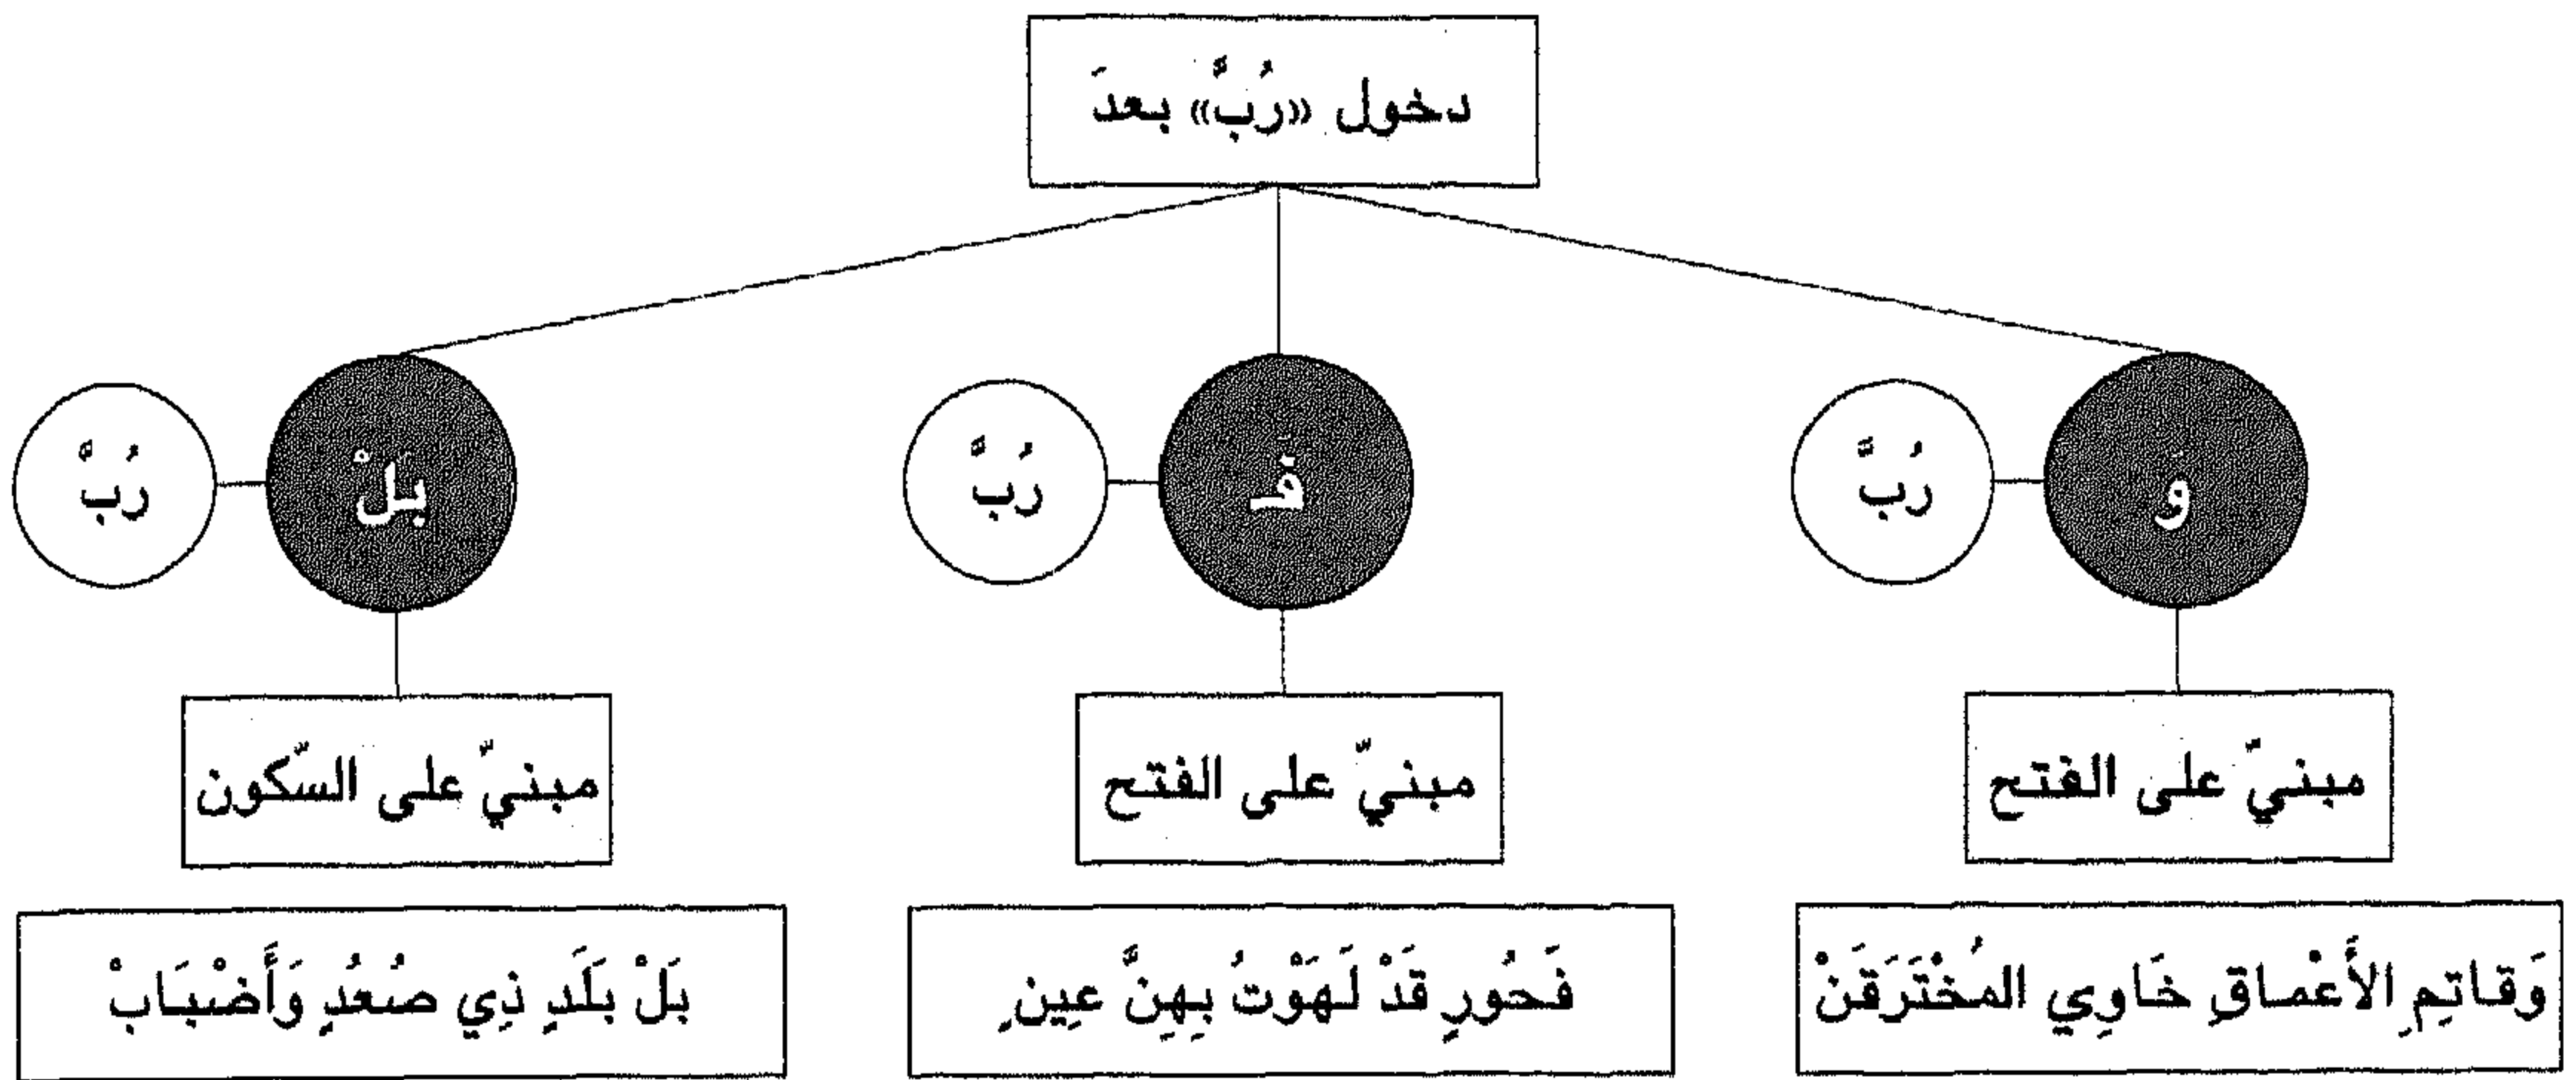 دخول «رُبَّ» بعدَ
وَ
رُبَّ
فَـ
رُبَّ
بَلْ
رُبَّ
مبنيّ على الفتح
مبنيّ على الفتح
مبنيّ على السّكون
وَقاتِمِ الأَعْماقِ خَاوِي المُخْتَرَقَنْ
فَحُورٍ قَدْ لَهَوْتُ بِهِنَّ عِينٍ
بَلْ بَلَدٍ ذِي صُعُدٍ وَأَضْبَابْ